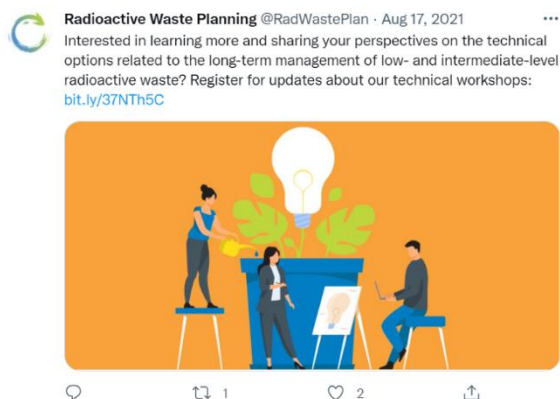 Radioactive Waste Planning @RadWastePlan · Aug 17, 2021
Interested in learning more and sharing your perspectives on the technical
options related to the long-term management of low- and intermediate-level
radioactive waste? Register for updates about our technical workshops:
bit.ly/37NTh5C
1 2